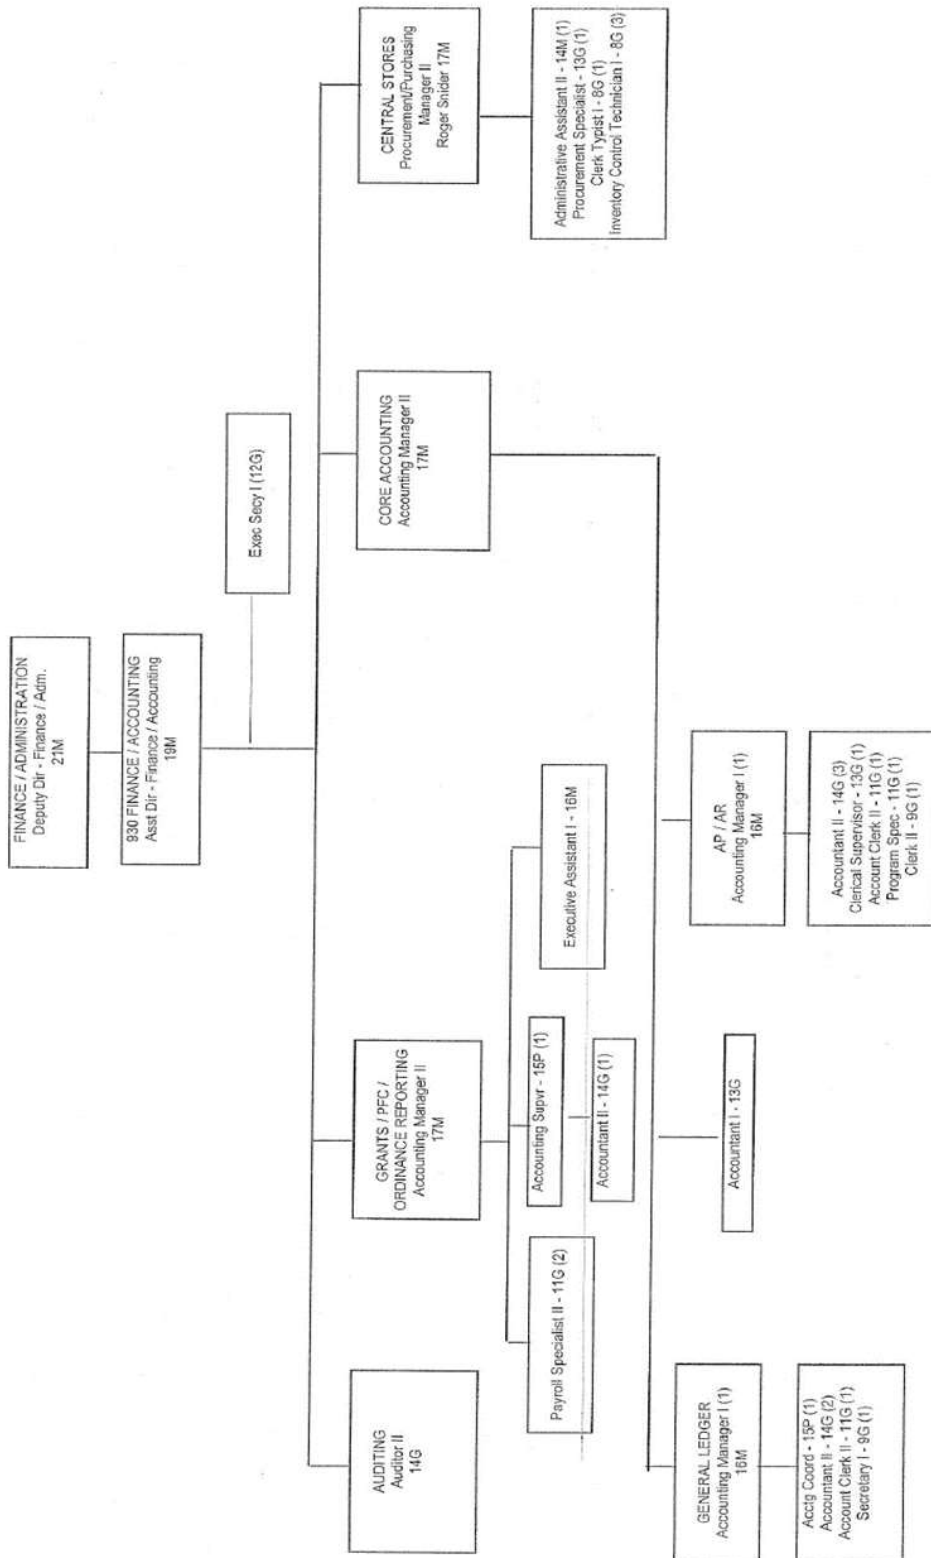 FINANCE / ADMINISTRATION
Deputy Dir - Finance / Adm.
21M
930 FINANCE / ACCOUNTING
Asst Dir - Finance / Accounting
19M
Exec Secy I (12G)
AUDITING
Auditor II
14G
GRANTS / PFC /
ORDINANCE REPORTING
Accounting Manager II
17M
CORE ACCOUNTING
Accounting Manager II
17M
CENTRAL STORES
Procurement/Purchasing
Manager II
Roger Snider 17M
Payroll Specialist II - 11G (2)
Accounting Supvr - 15P (1)
Executive Assistant I - 16M
Accountant II - 14G (1)
Administrative Assistant II - 14M (1)
Procurement Specialist - 13G (1)
Clerk Typist I - 8G (1)
Inventory Control Technician I - 8G (3)
GENERAL LEDGER
Accounting Manager I (1)
16M
Accountant I - 13G
AP / AR
Accounting Manager I (1)
16M
Acctg Coord - 15P (1)
Accountant II - 14G (2)
Account Clerk II - 11G (1)
Secretary I - 9G (1)
Accountant II - 14G (3)
Clerical Supervisor - 13G (1)
Account Clerk II - 11G (1)
Program Spec - 11G (1)
Clerk II - 9G (1)